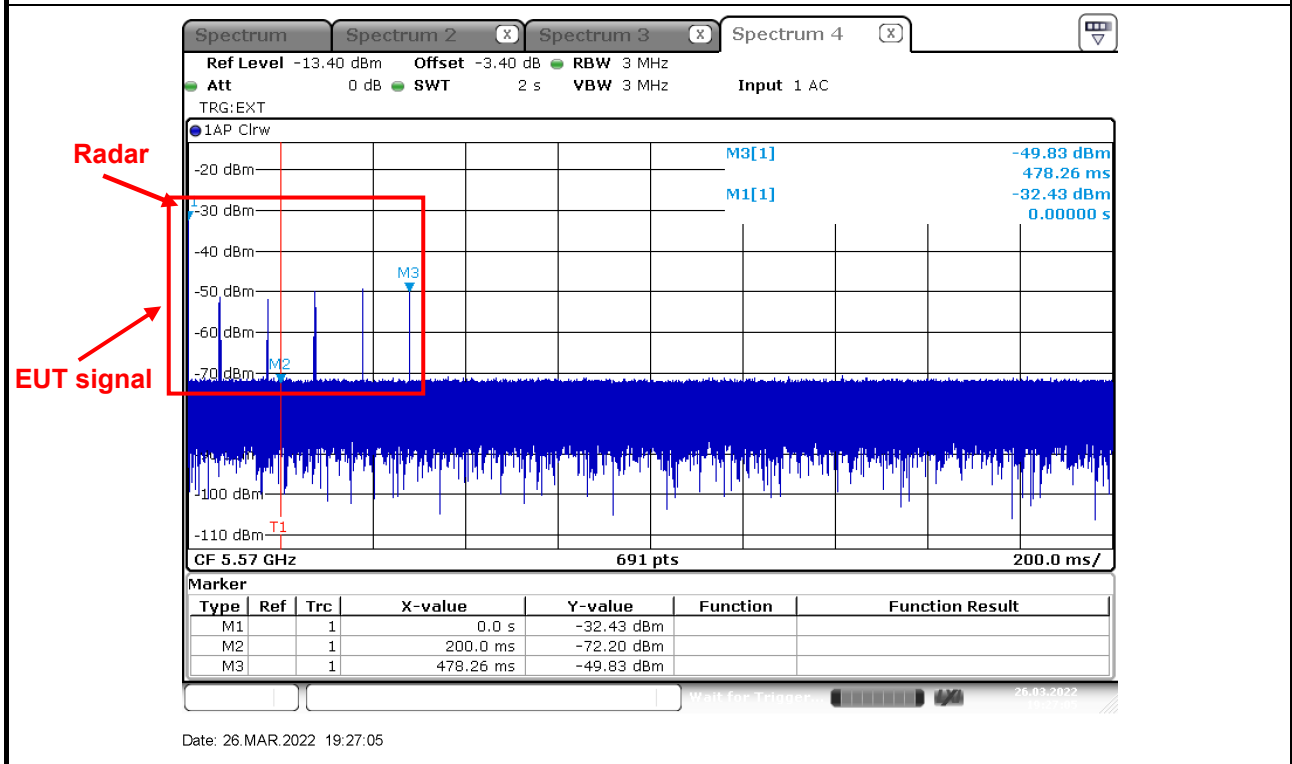 Spectrum Spectrum 2 X Spectrum 3 X Spectrum 4 X
Ref Level -13.40 dBm Offset -3.40 dB RBW 3 MHz
Att 0 dB SWT 2 s VBW 3 MHz Input 1 AC
TRG:EXT
1AP Clrw
Radar
M3[1] -49.83 dBm
478.26 ms
M1[1] -32.43 dBm
0.00000 s
-20 dBm
1
-30 dBm
-40 dBm
M3
-50 dBm
-60 dBm
M2
-70 dBm
EUT signal
-100 dBm
-110 dBm
T1
CF 5.57 GHz 691 pts 200.0 ms/
Marker
Type Ref Trc X-value Y-value Function Function Result
M1 1 0.0 s -32.43 dBm
M2 1 200.0 ms -72.20 dBm
M3 1 478.26 ms -49.83 dBm
Wait for Trigger... 26.03.2022
Date: 26.MAR.2022 19:27:05